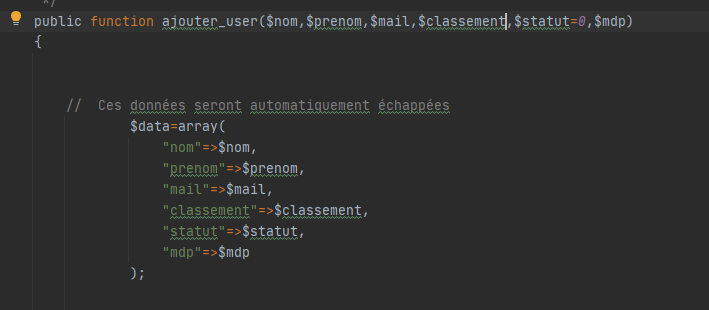 */
public function ajouter_user($nom,$prenom,$mail,$classement,$statut=0,$mdp)
{
//  Ces données seront automatiquement échappées
$data=array(
"nom"=>$nom,
"prenom"=>$prenom,
"mail"=>$mail,
"classement"=>$classement,
"statut"=>$statut,
"mdp"=>$mdp
);